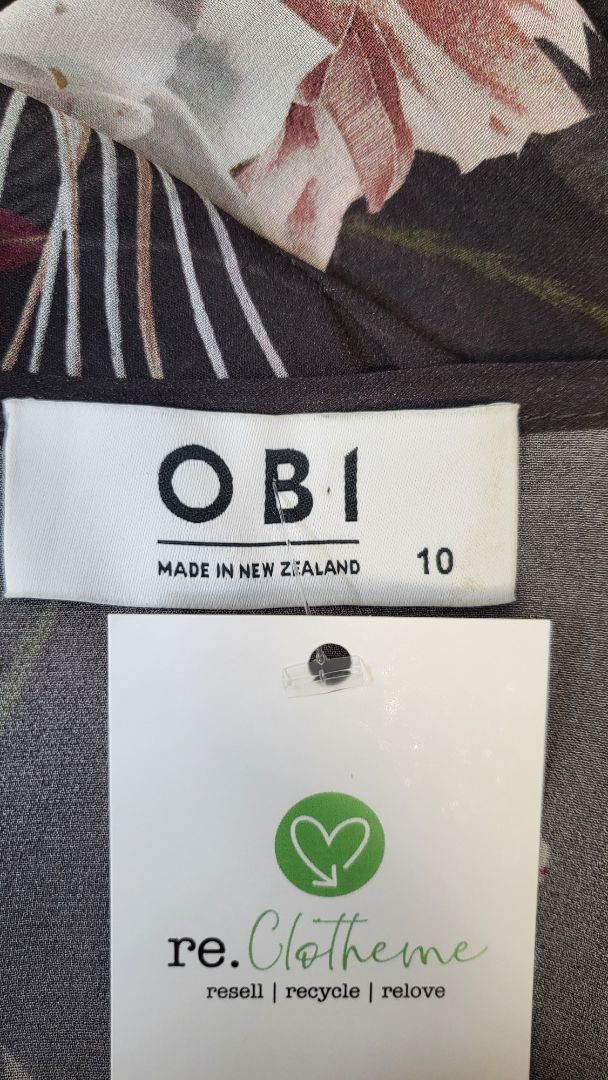 OBI
MADE IN NEW ZEALAND 10
re.Clotheme
resell | recycle | relove